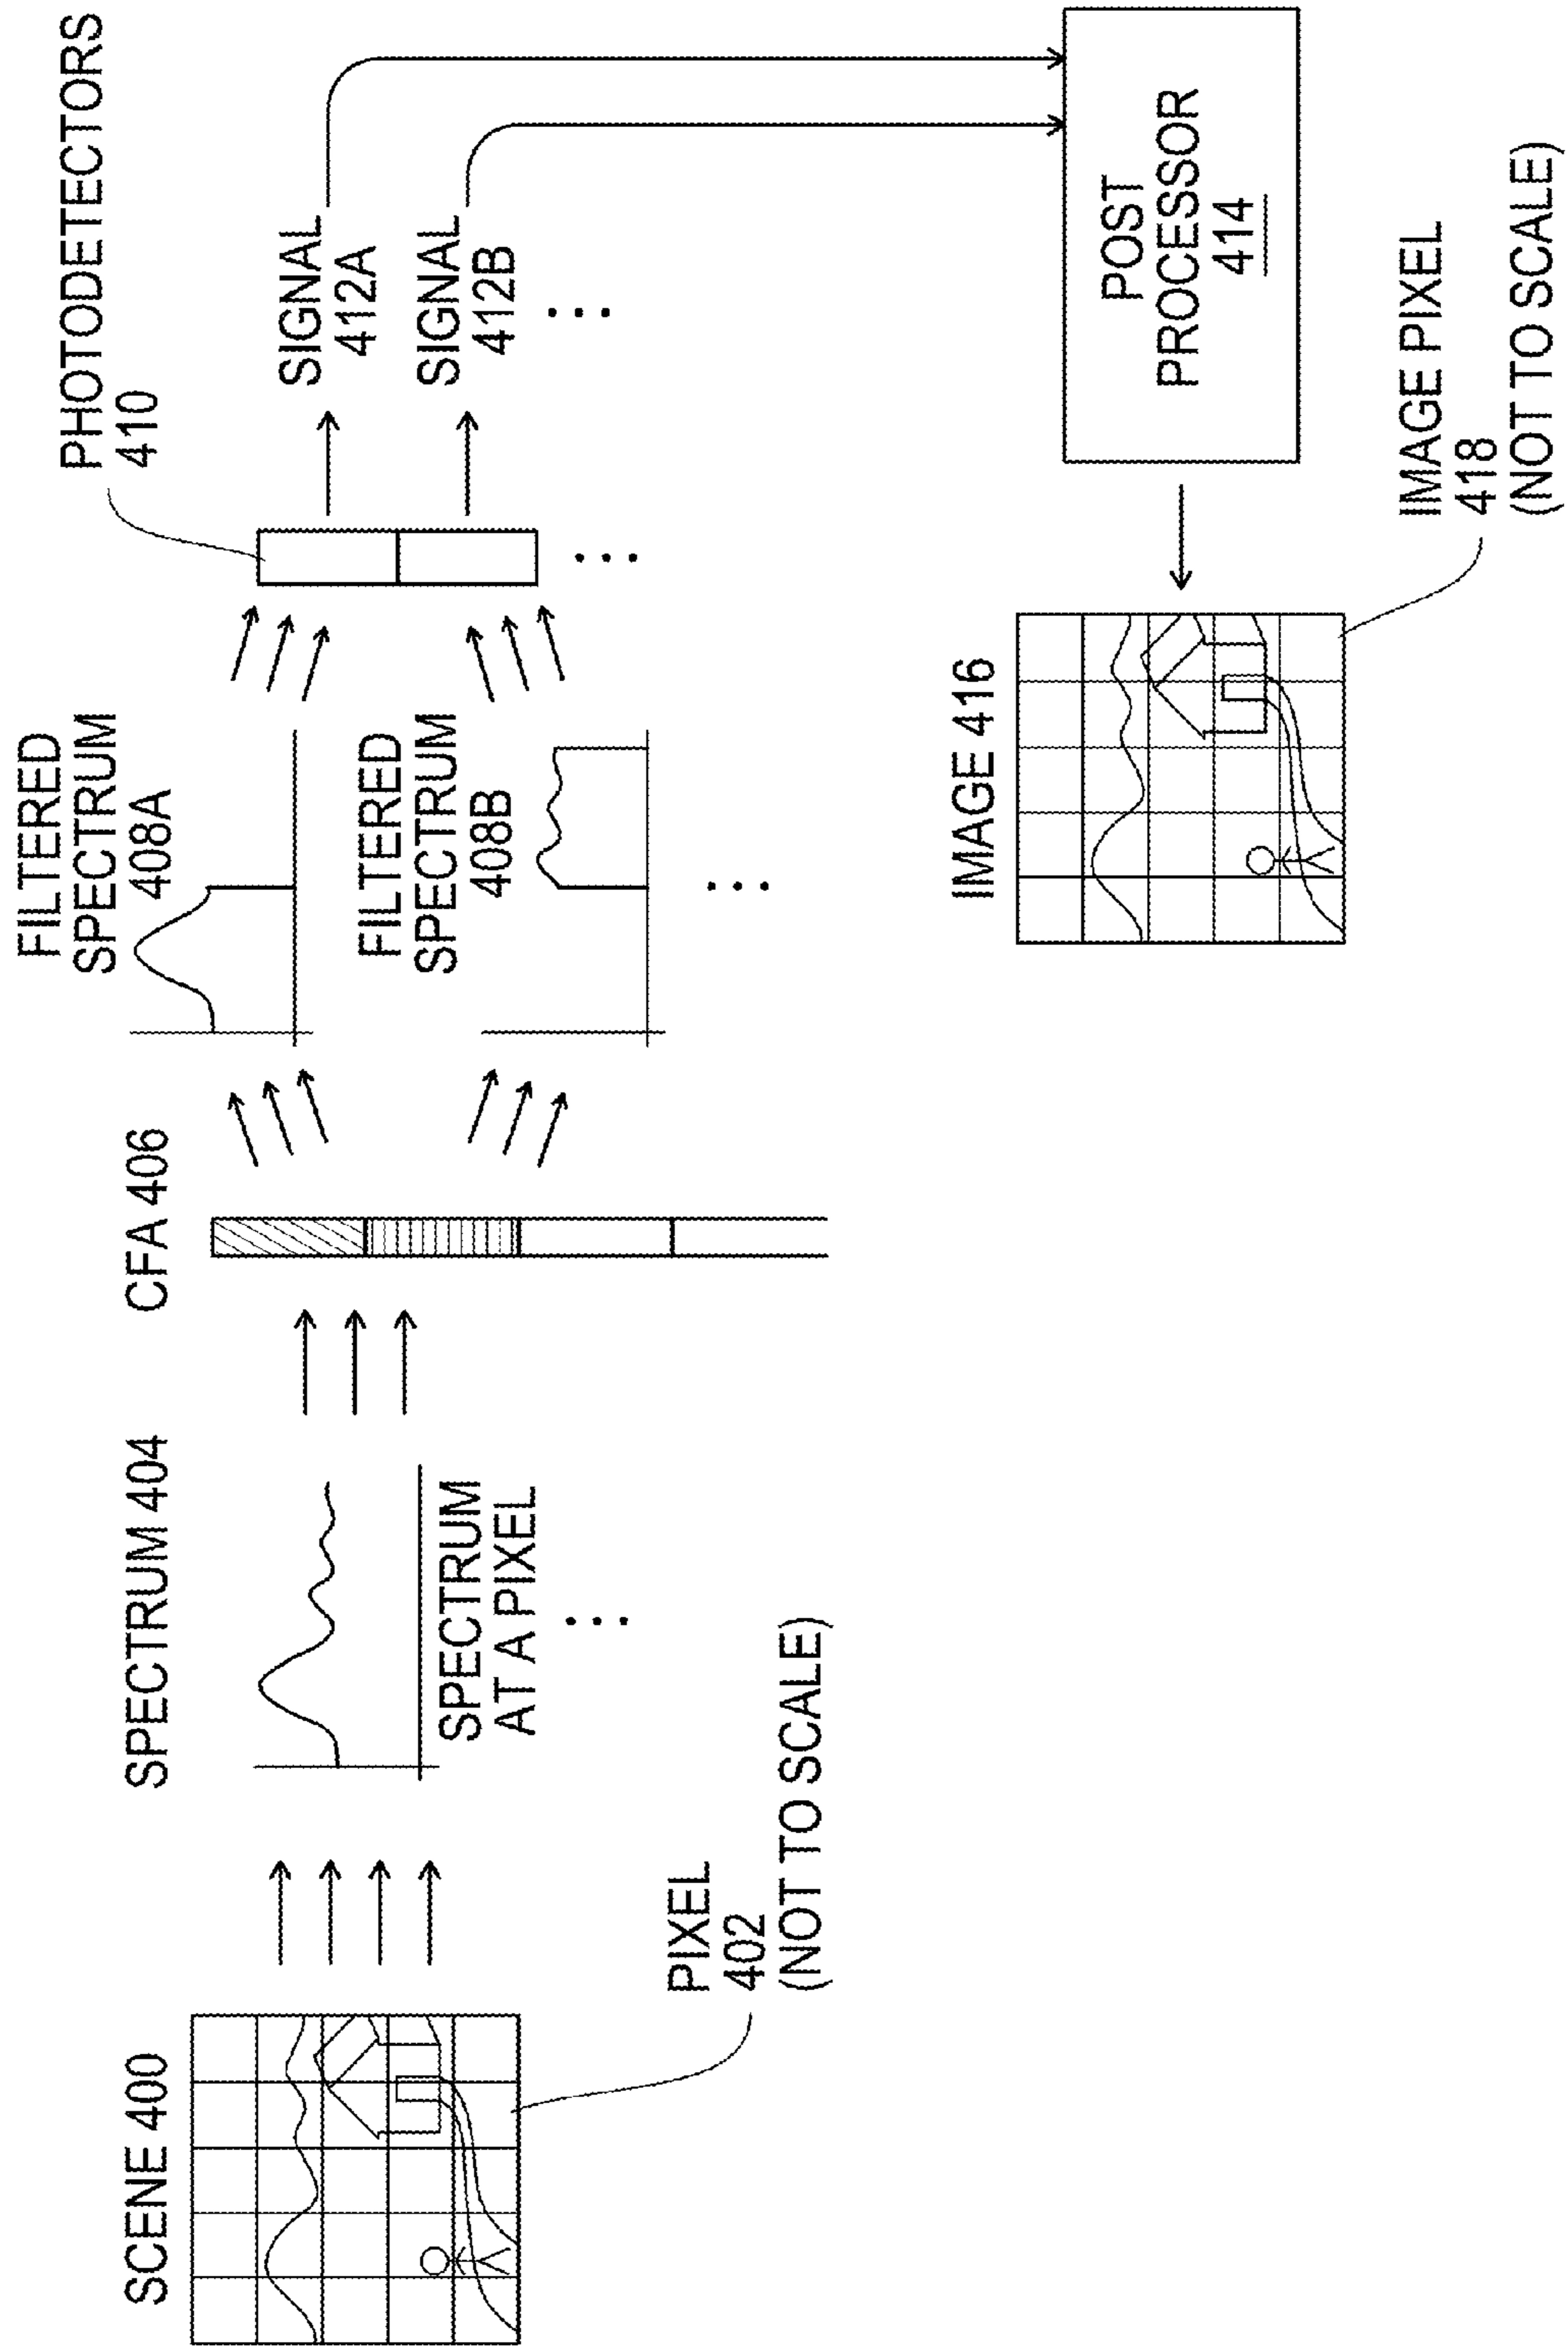 SCENE 400
PIXEL
402
(NOT TO SCALE)
SPECTRUM 404
SPECTRUM
AT A PIXEL
CFA 406
FILTERED
SPECTRUM
408A
FILTERED
SPECTRUM
408B
PHOTODETECTORS
410
SIGNAL
412A
SIGNAL
412B
POST
PROCESSOR
414
IMAGE 416
IMAGE PIXEL
418
(NOT TO SCALE)